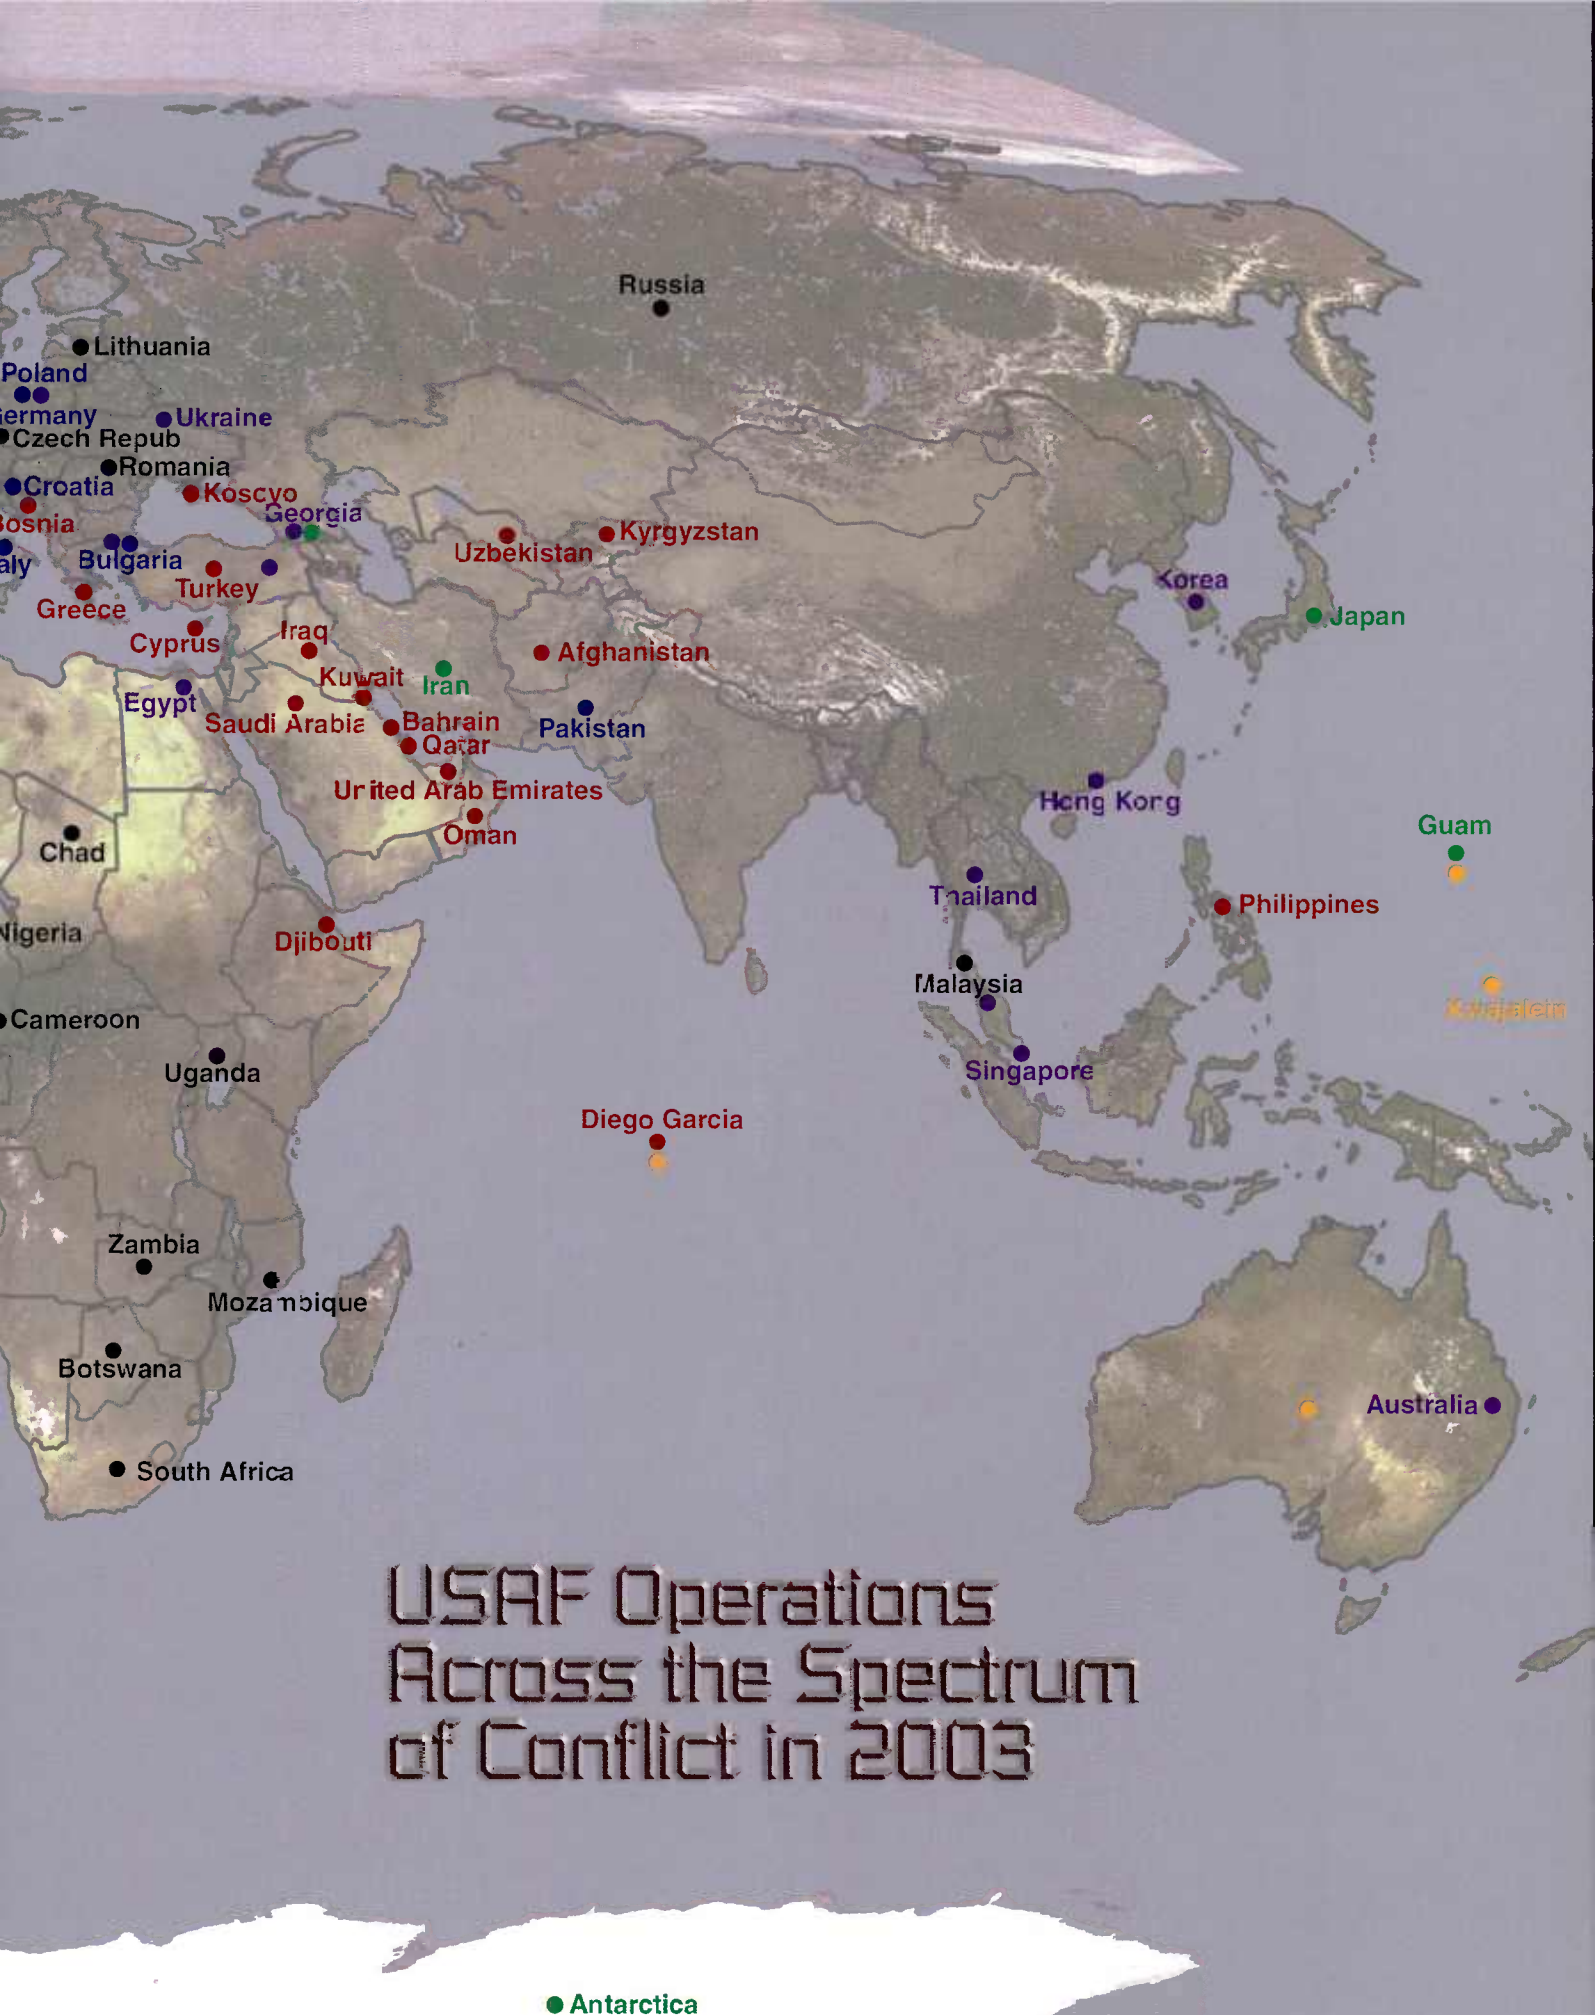 Russia
Lithuania
Poland
ermany
Ukraine
Czech Repub
Romania
Croatia
Koscvo
Bosnia
Georgia
Kyrgyzstan
Uzbekistan
aly
Bulgaria
Turkey
Korea
Greece
Japan
Iraq
Cyprus
Afghanistan
Kuwait
Iran
Egypt
Saudi Arabia
Bahrain
Pakistan
Qatar
United Arab Emirates
Hong Kong
Oman
Guam
Chad
Thailand
Philippines
Nigeria
Djibouti
Malaysia
Kwajalein
Cameroon
Uganda
Singapore
Diego Garcia
Zambia
Mozambique
Botswana
Australia
South Africa
USAF Operations
Across the Spectrum
of Conflict in 2003
Antarctica